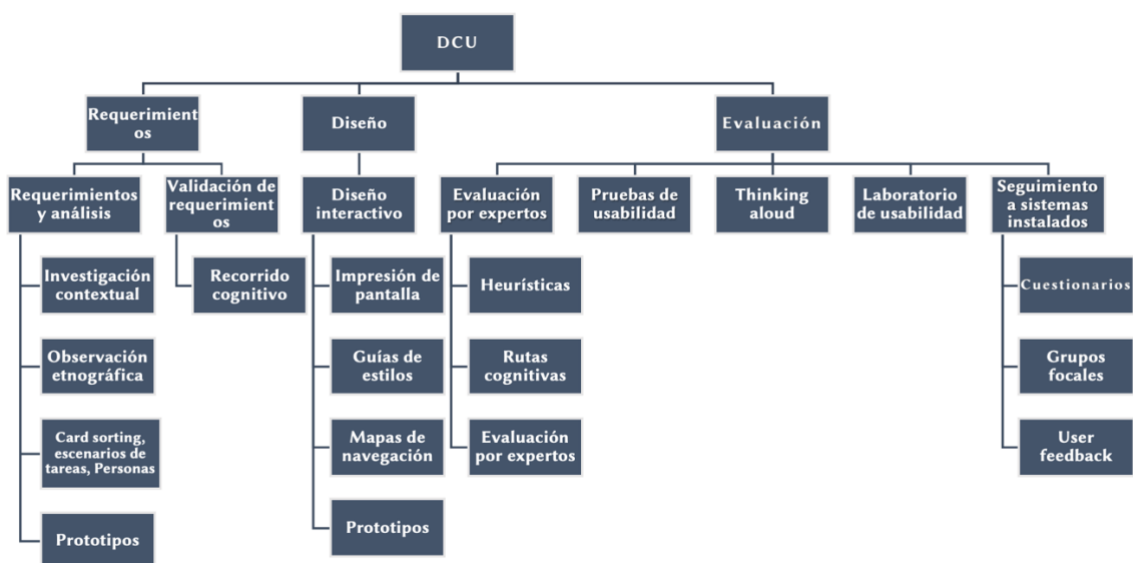 DCU
Requerimient
os
Diseño
Evaluación
Requerimientos
y análisis
Validación de
requerimient
os
Diseño
interactivo
Evaluación
por expertos
Pruebas de
usabilidad
Thinking
aloud
Laboratorio
de usabilidad
Seguimiento
a sistemas
instalados
Investigación
contextual
Observación
etnográfica
Card sorting,
escenarios de
tareas, Personas
Prototipos
Recorrido
cognitivo
Impresión de
pantalla
Guías de
estilos
Mapas de
navegación
Prototipos
Heurísticas
Rutas
cognitivas
Evaluación
por expertos
Cuestionarios
Grupos
focales
User
feedback